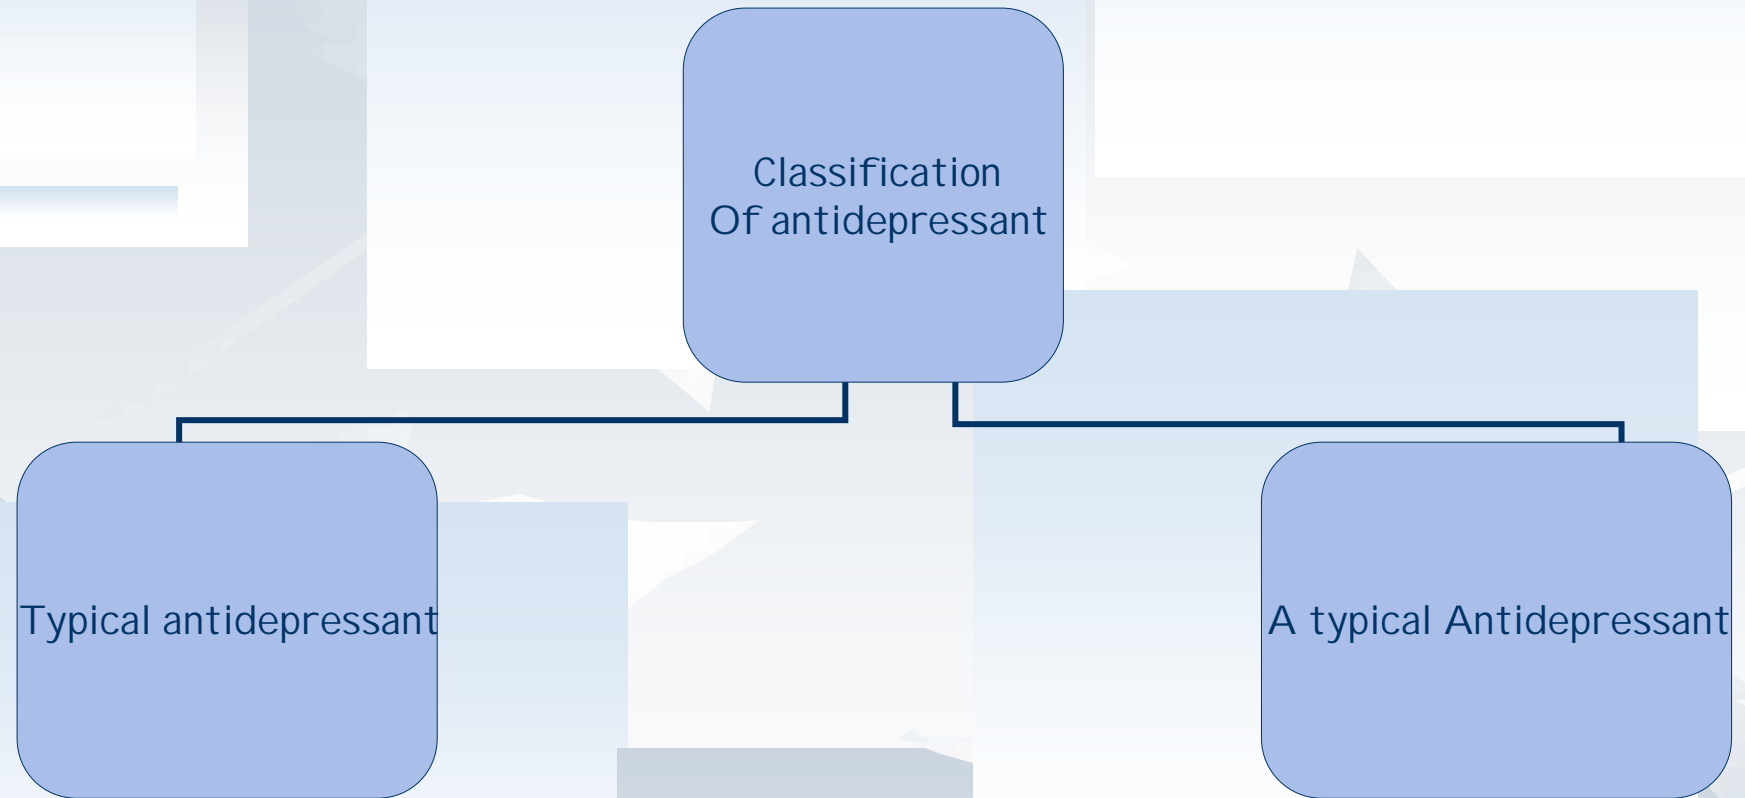 Classification
Of antidepressant
Typical antidepressant
A typical Antidepressant